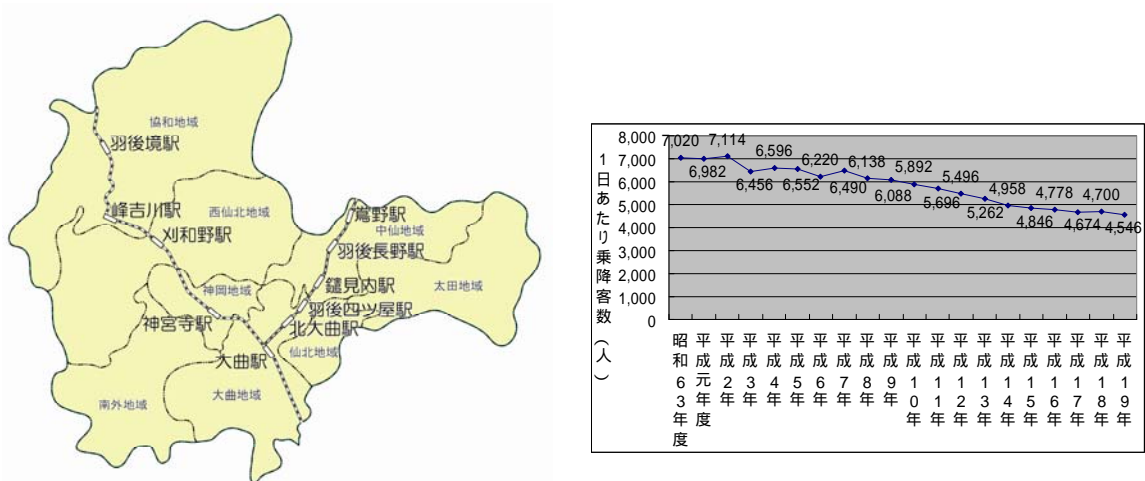 協和地域
羽後境駅
峰吉川駅
西仙北地域
刈和野駅
鶯野駅
中仙地域
羽後長野駅
鑓見内駅
太田地域
神岡地域
羽後四ツ屋駅
神宮寺駅
北大曲駅
仙北地域
大曲駅
大曲地域
南外地域
1日あたり乗降客数(人)
8,000
7,000
6,000
5,000
4,000
3,000
2,000
1,000
0
7,020
6,982
7,114
6,456
6,596
6,552
6,220
6,490
6,138
6,088
5,892
5,696
5,496
5,262
4,958
4,846
4,778
4,674
4,700
4,546
昭和63年度
平成元年度
平成2年
平成3年
平成4年
平成5年
平成6年
平成7年
平成8年
平成9年
平成10年
平成11年
平成12年
平成13年
平成14年
平成15年
平成16年
平成17年
平成18年
平成19年